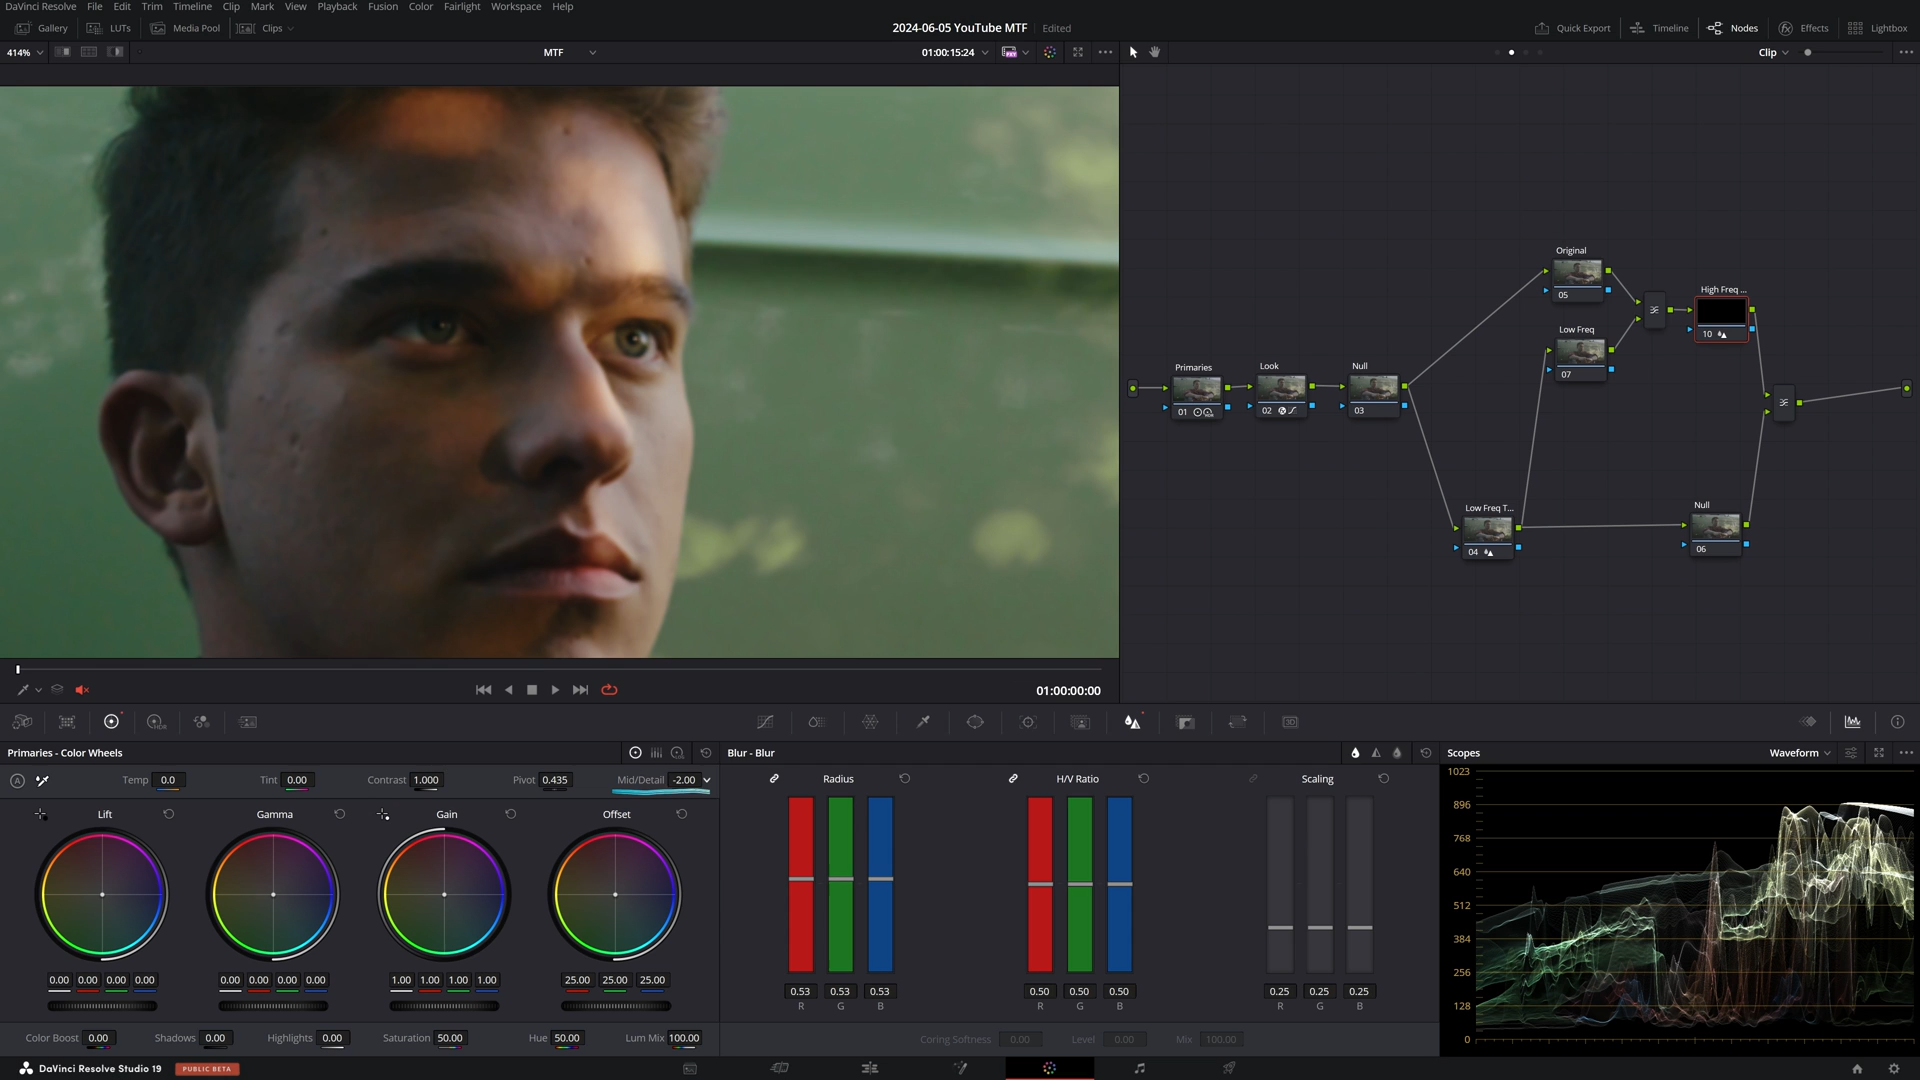 DaVinci Resolve File Edit Trim Timeline Clip Mark View Playback Fusion Color Fairlight Workspace Help
Gallery LUTs Media Pool Clips 2024-06-05 YouTube MTF Edited Quick Export Timeline Nodes Effects Lightbox
414% MTF 01:00:15:24 Clip
Original
05
High Freq ...
10
Low Freq
07
Primaries
01
Look
02
Null
03
Low Freq T...
04
Null
06
01:00:00:00
Primaries - Color Wheels
Blur - Blur
Scopes
Waveform
Temp 0.0 Tint 0.00 Contrast 1.000 Pivot 0.435 Mid/Detail -2.00
Lift Gamma Gain Offset
0.00 0.00 0.00 0.00 0.00 0.00 0.00 0.00 1.00 1.00 1.00 1.00 25.00 25.00 25.00
Color Boost 0.00 Shadows 0.00 Highlights 0.00 Saturation 50.00 Hue 50.00 Lum Mix 100.00
Radius H/V Ratio Scaling
0.53 0.53 0.53 0.50 0.50 0.50 0.25 0.25 0.25
R G B R G B R G B
Coring Softness 0.00 Level 0.00 Mix 100.00
1023
896
768
640
512
384
256
128
0
DaVinci Resolve Studio 19 PUBLIC BETA